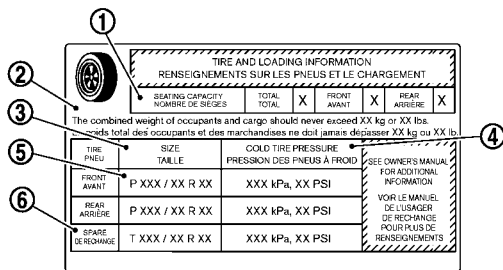 1
TIRE AND LOADING INFORMATION
RENSEIGNEMENTS SUR LES PNEUS ET LE CHARGEMENT
2
SEATING CAPACITY
NOMBRE DE SIÈGES
TOTAL
TOTAL
X
FRONT
AVANT
X
REAR
ARRIÈRE
X
The combined weight of occupants and cargo should never exceed XX kg or XX lbs.
poids total des occupants et des marchandises ne doit jamais dépasser XX kg ou XX lb.
3
4
TIRE
PNEU
SIZE
TAILLE
COLD TIRE PRESSURE
PRESSION DES PNEUS À FROID
5
FRONT
AVANT
P XXX / XX R XX
XXX kPa, XX PSI
REAR
ARRIÈRE
P XXX / XX R XX
XXX kPa, XX PSI
6
SPARE
DE RECHANGE
T XXX / XX R XX
XXX kPa, XX PSI
SEE OWNER'S MANUAL
FOR ADDITIONAL
INFORMATION
VOIR LE MANUEL
DE L'USAGER
DE RECHANGE
POUR PLUS DE
RENSEIGNEMENTS